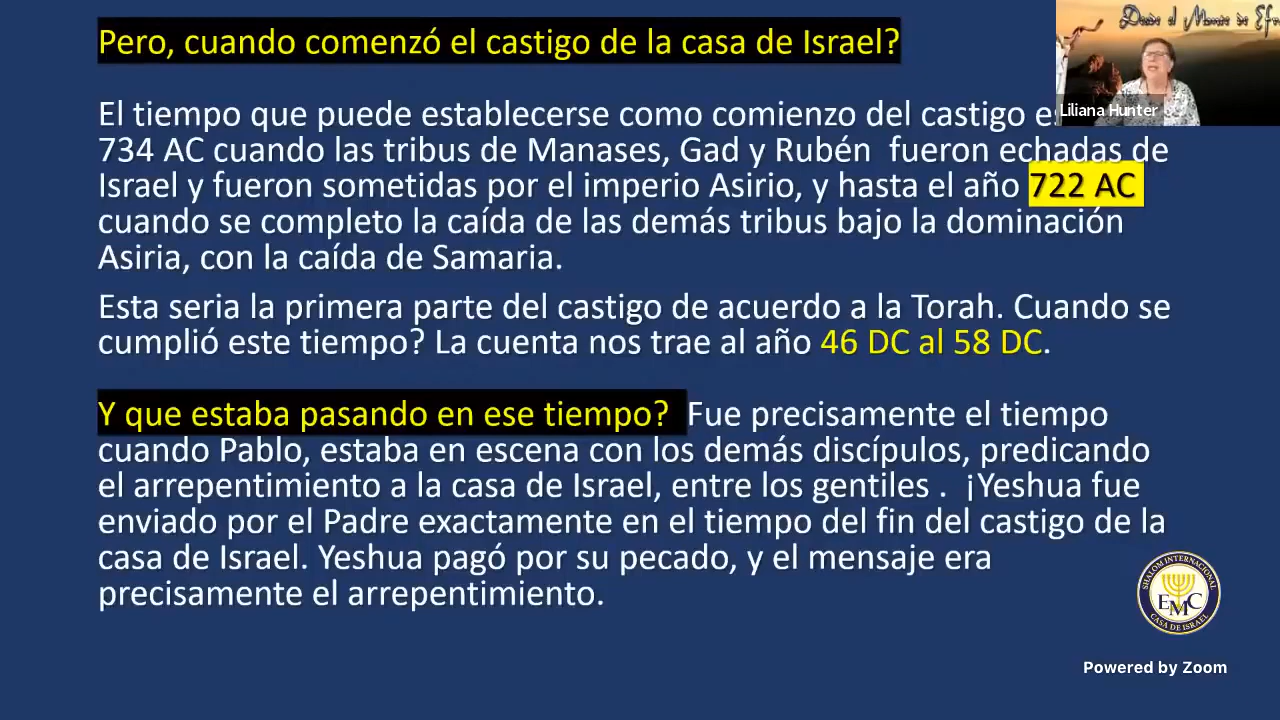 Pero, cuando comenzó el castigo de la casa de Israel?
Desde el Monte de Efra
Liliana Hunter
El tiempo que puede establecerse como comienzo del castigo es
734 AC cuando las tribus de Manases, Gad y Rubén fueron echadas de
Israel y fueron sometidas por el imperio Asirio, y hasta el año 722 AC
cuando se completo la caída de las demás tribus bajo la dominación
Asiria, con la caída de Samaria.
Esta seria la primera parte del castigo de acuerdo a la Torah. Cuando se
cumplió este tiempo? La cuenta nos trae al año 46 DC al 58 DC.
Y que estaba pasando en ese tiempo? Fue precisamente el tiempo
cuando Pablo, estaba en escena con los demás discípulos, predicando
el arrepentimiento a la casa de Israel, entre los gentiles . ¡Yeshua fue
enviado por el Padre exactamente en el tiempo del fin del castigo de la
casa de Israel. Yeshua pagó por su pecado, y el mensaje era
precisamente el arrepentimiento.
SHALOM INTERNACIONAL
EMC
CASA DE ISRAEL
Powered by Zoom